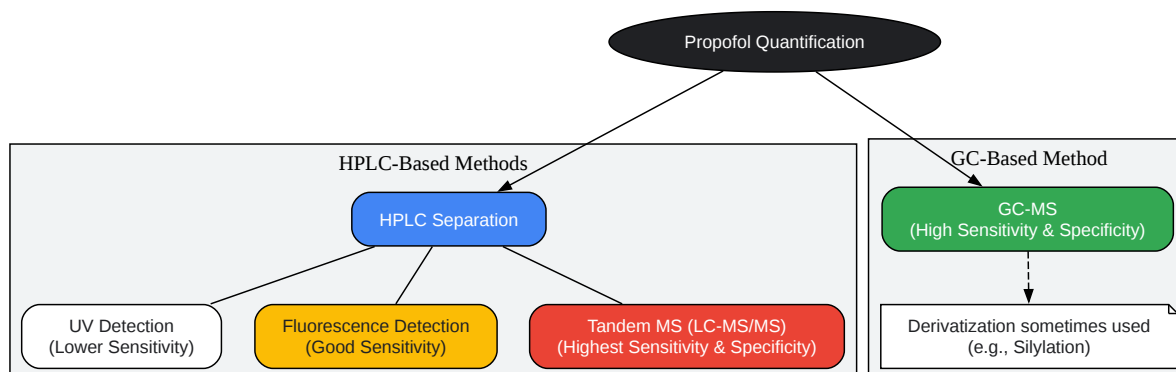 Propofol Quantification
HPLC-Based Methods
GC-Based Method
HPLC Separation
GC-MS
(High Sensitivity & Specificity)
UV Detection
(Lower Sensitivity)
Fluorescence Detection
(Good Sensitivity)
Tandem MS (LC-MS/MS)
(Highest Sensitivity & Specificity)
Derivatization sometimes used
(e.g., Silylation)